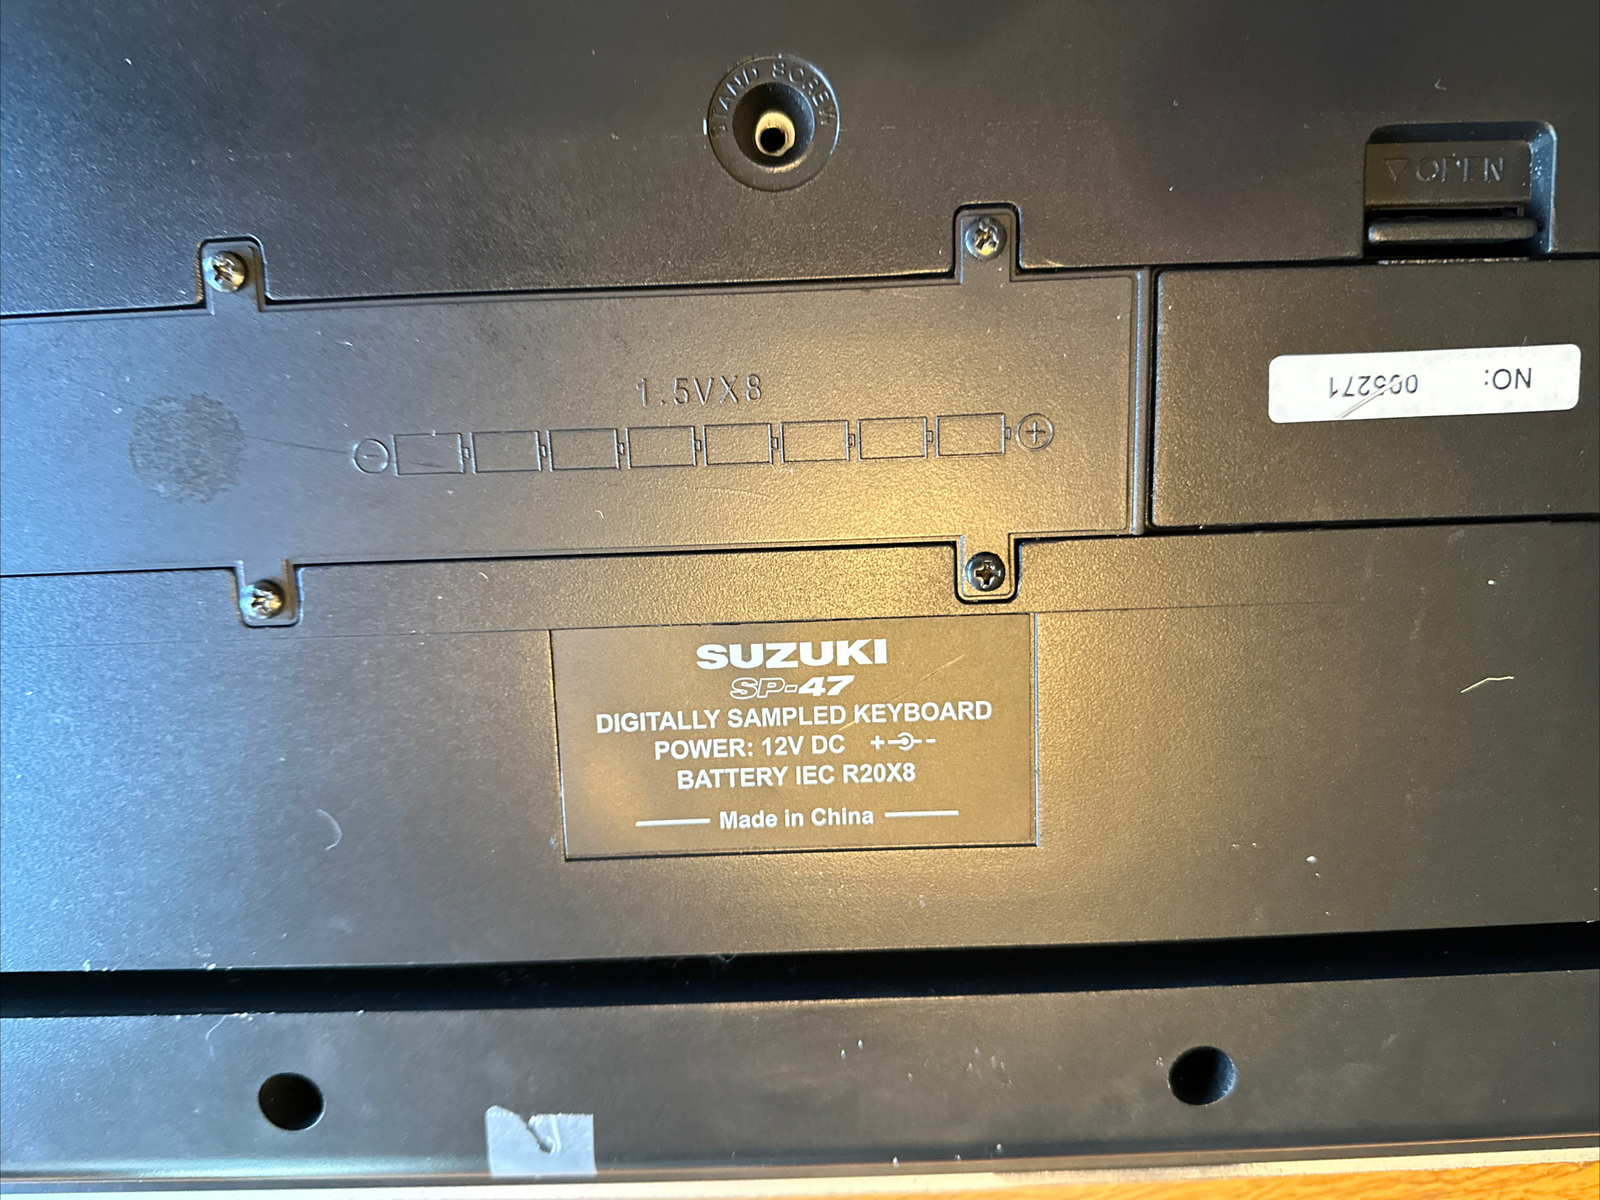 STAND SCREW
OPEN
1.5VX8
NO:
SUZUKI
SP-47
DIGITALLY SAMPLED KEYBOARD
POWER: 12V DC
BATTERY IEC R20X8
Made in China